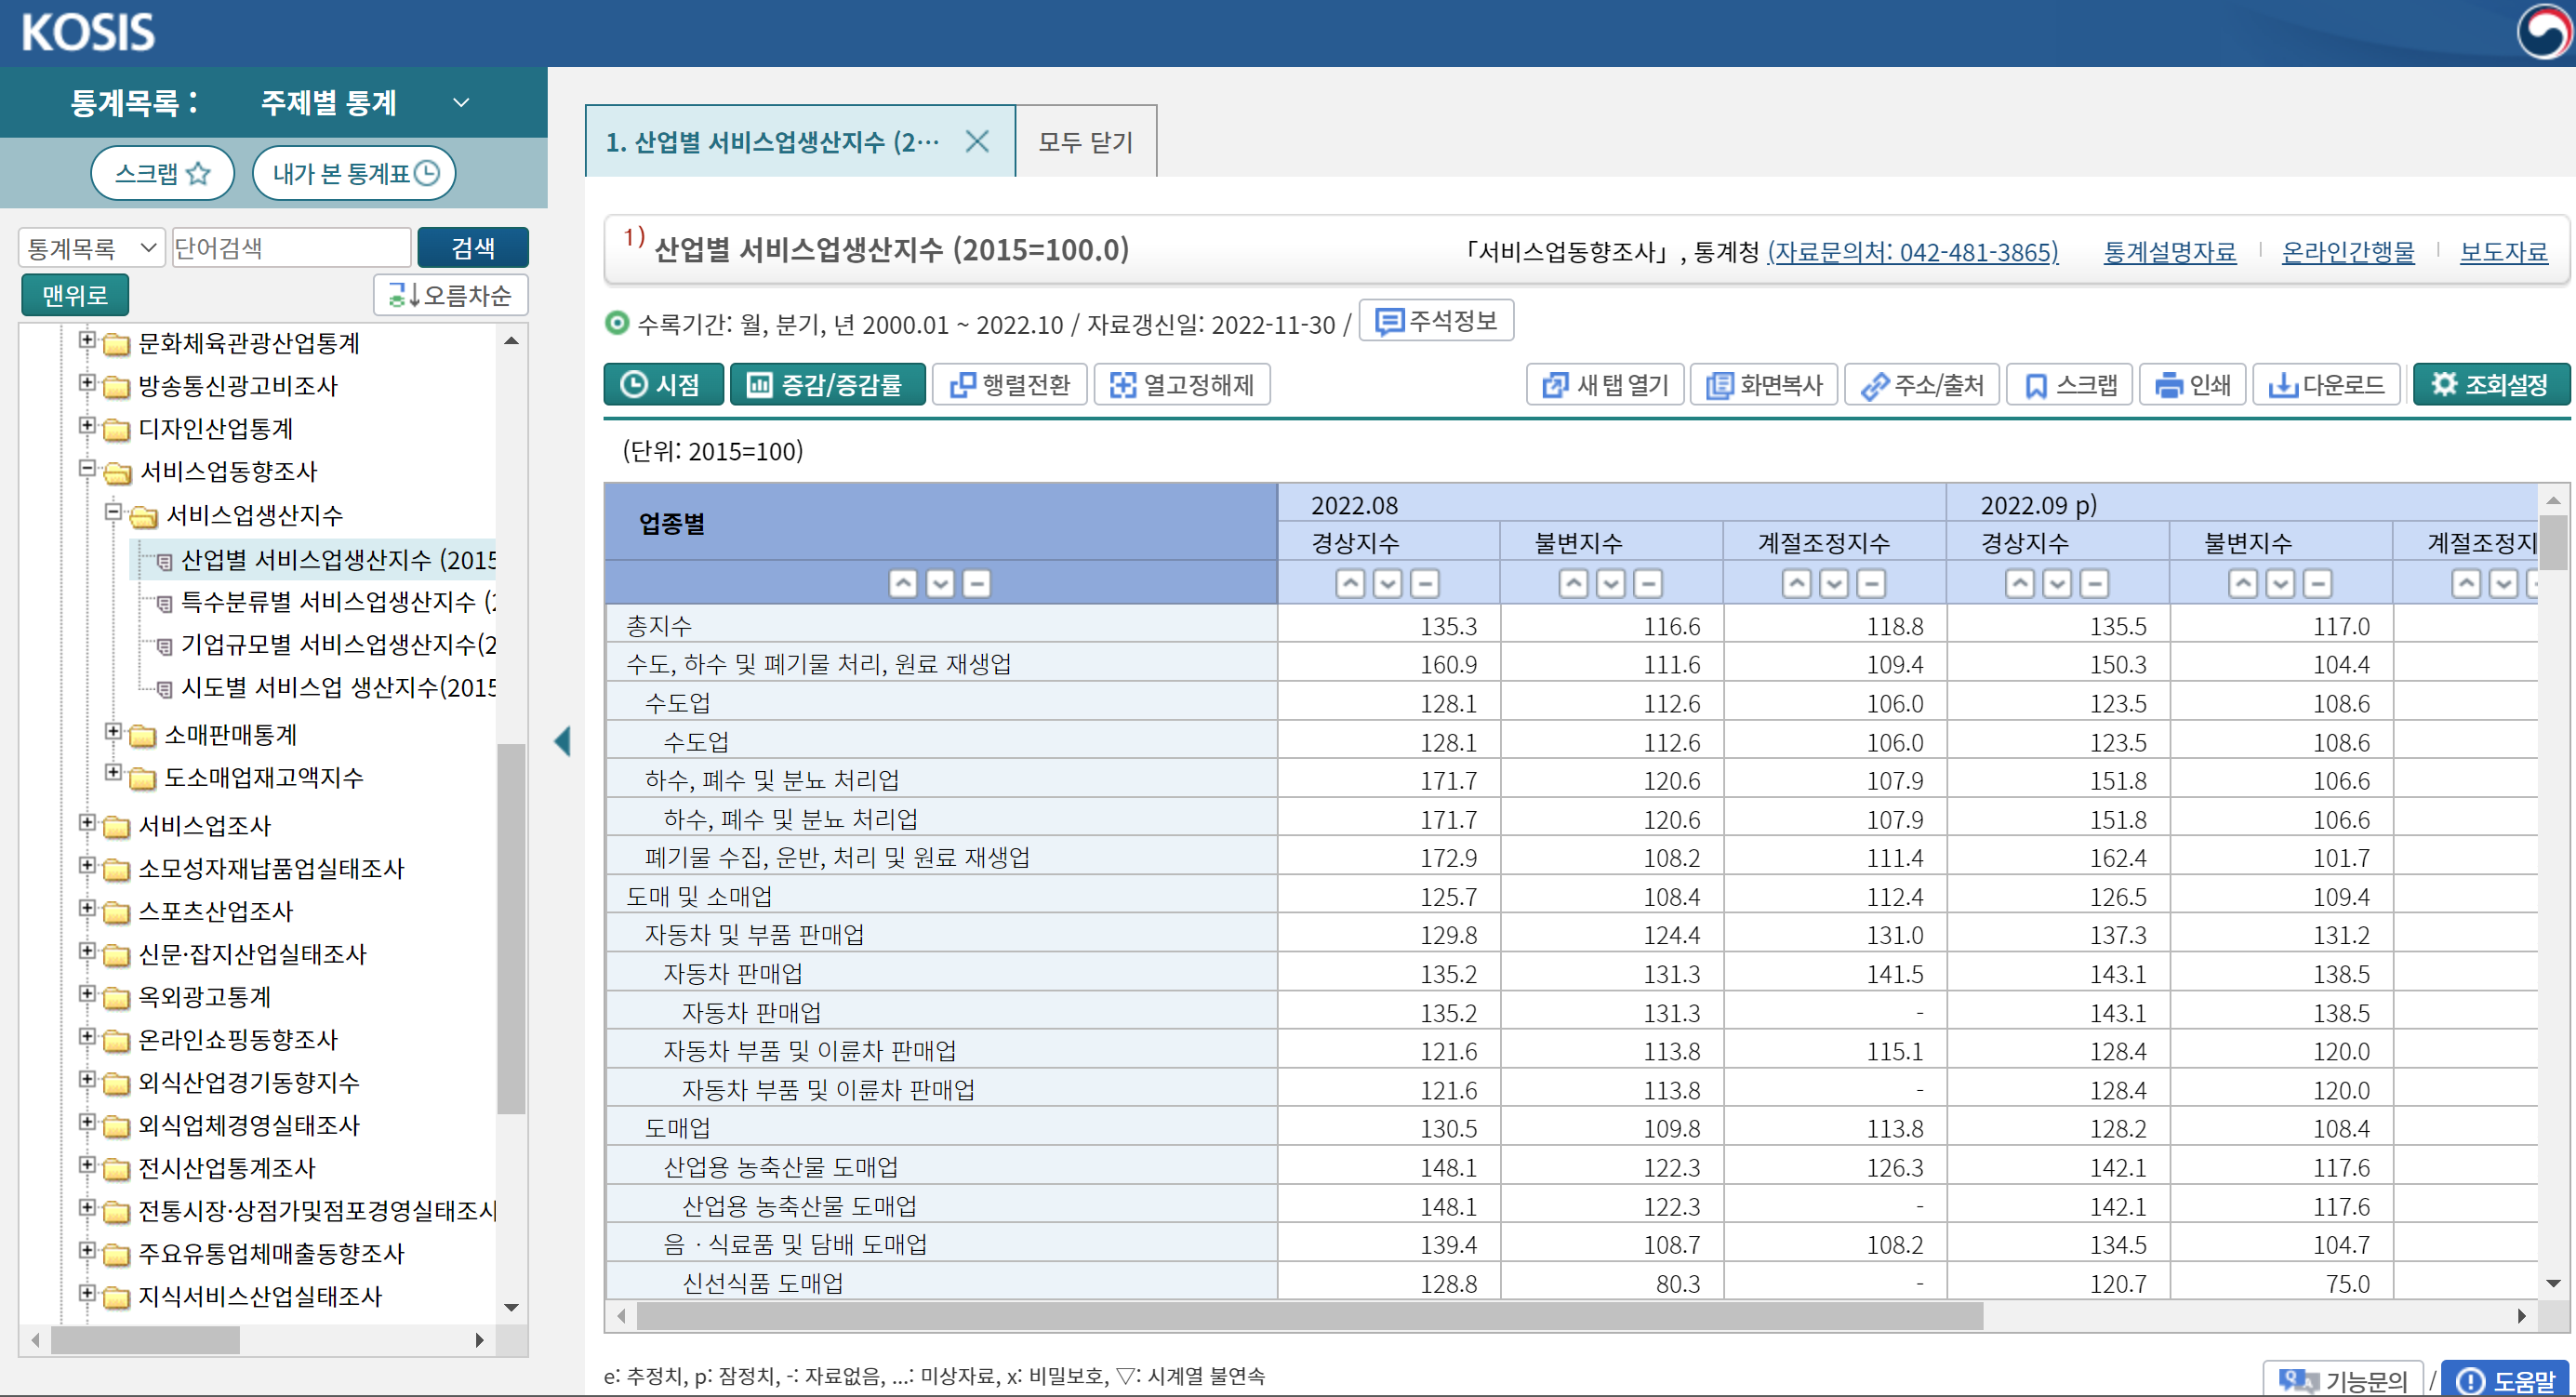 KOSIS
통계목록 : 주제별 통계
스크랩 내가 본 통계표
통계목록 단어검색 검색
맨위로 오름차순
문화체육관광산업통계
방송통신광고비조사
디자인산업통계
서비스업동향조사
서비스업생산지수
산업별 서비스업생산지수 (2015
특수분류별 서비스업생산지수 (2
기업규모별 서비스업생산지수(2
시도별 서비스업 생산지수(2015
소매판매통계
도소매업재고액지수
서비스업조사
소모성자재납품업실태조사
스포츠산업조사
신문·잡지산업실태조사
옥외광고통계
온라인쇼핑동향조사
외식산업경기동향지수
외식업체경영실태조사
전시산업통계조사
전통시장·상점가및점포경영실태조사
주요유통업체매출동향조사
지식서비스산업실태조사
1. 산업별 서비스업생산지수 (2… 모두 닫기
1) 산업별 서비스업생산지수 (2015=100.0) 「서비스업동향조사」, 통계청 (자료문의처: 042-481-3865) 통계설명자료 온라인간행물 보도자료
수록기간: 월, 분기, 년 2000.01 ~ 2022.10 / 자료갱신일: 2022-11-30 / 주석정보
시점 증감/증감률 행렬전환 열고정해제 새 탭 열기 화면복사 주소/출처 스크랩 인쇄 다운로드 조회설정
(단위: 2015=100)
업종별 2022.08 2022.09 p)
경상지수 불변지수 계절조정지수 경상지수 불변지수 계절조정지
총지수 135.3 116.6 118.8 135.5 117.0
수도, 하수 및 폐기물 처리, 원료 재생업 160.9 111.6 109.4 150.3 104.4
수도업 128.1 112.6 106.0 123.5 108.6
수도업 128.1 112.6 106.0 123.5 108.6
하수, 폐수 및 분뇨 처리업 171.7 120.6 107.9 151.8 106.6
하수, 폐수 및 분뇨 처리업 171.7 120.6 107.9 151.8 106.6
폐기물 수집, 운반, 처리 및 원료 재생업 172.9 108.2 111.4 162.4 101.7
도매 및 소매업 125.7 108.4 112.4 126.5 109.4
자동차 및 부품 판매업 129.8 124.4 131.0 137.3 131.2
자동차 판매업 135.2 131.3 141.5 143.1 138.5
자동차 판매업 135.2 131.3 - 143.1 138.5
자동차 부품 및 이륜차 판매업 121.6 113.8 115.1 128.4 120.0
자동차 부품 및 이륜차 판매업 121.6 113.8 - 128.4 120.0
도매업 130.5 109.8 113.8 128.2 108.4
산업용 농축산물 도매업 148.1 122.3 126.3 142.1 117.6
산업용 농축산물 도매업 148.1 122.3 - 142.1 117.6
음 · 식료품 및 담배 도매업 139.4 108.7 108.2 134.5 104.7
신선식품 도매업 128.8 80.3 - 120.7 75.0
e: 추정치, p: 잠정치, -: 자료없음, ...: 미상자료, x: 비밀보호, ▽: 시계열 불연속
기능문의 / 도움말